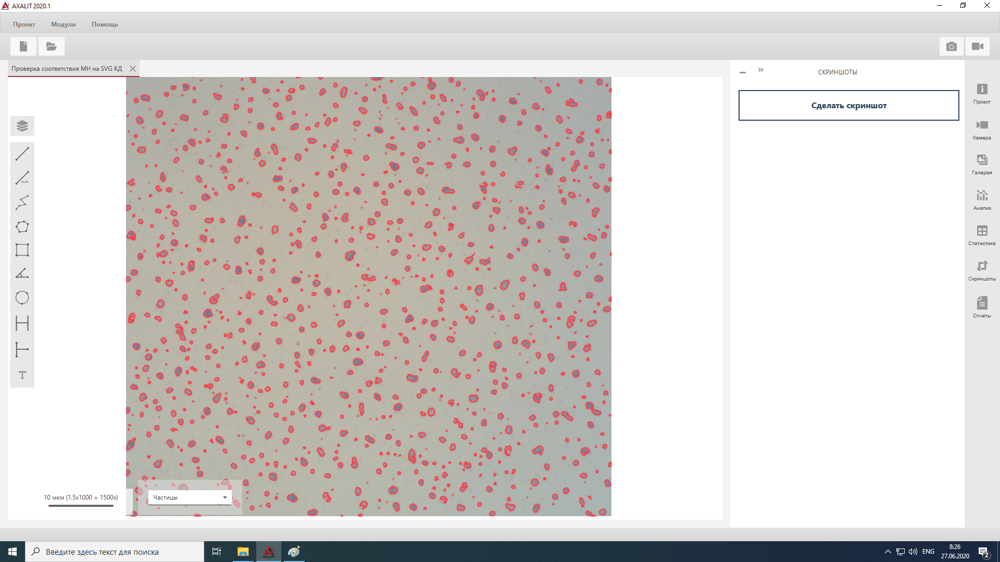 AXALIT 2020.1
Проект Модули Помощь
Проверка соответствия МН на SVG КД
СКРИНШОТЫ
Сделать скриншот
Проект
Камера
Галерея
Анализ
Статистика
Скриншоты
Отчеты
auto
T
10 мкм (1.5x1000 = 1500x)
Частицы
Введите здесь текст для поиска
ENG
8:26
27.06.2020
2